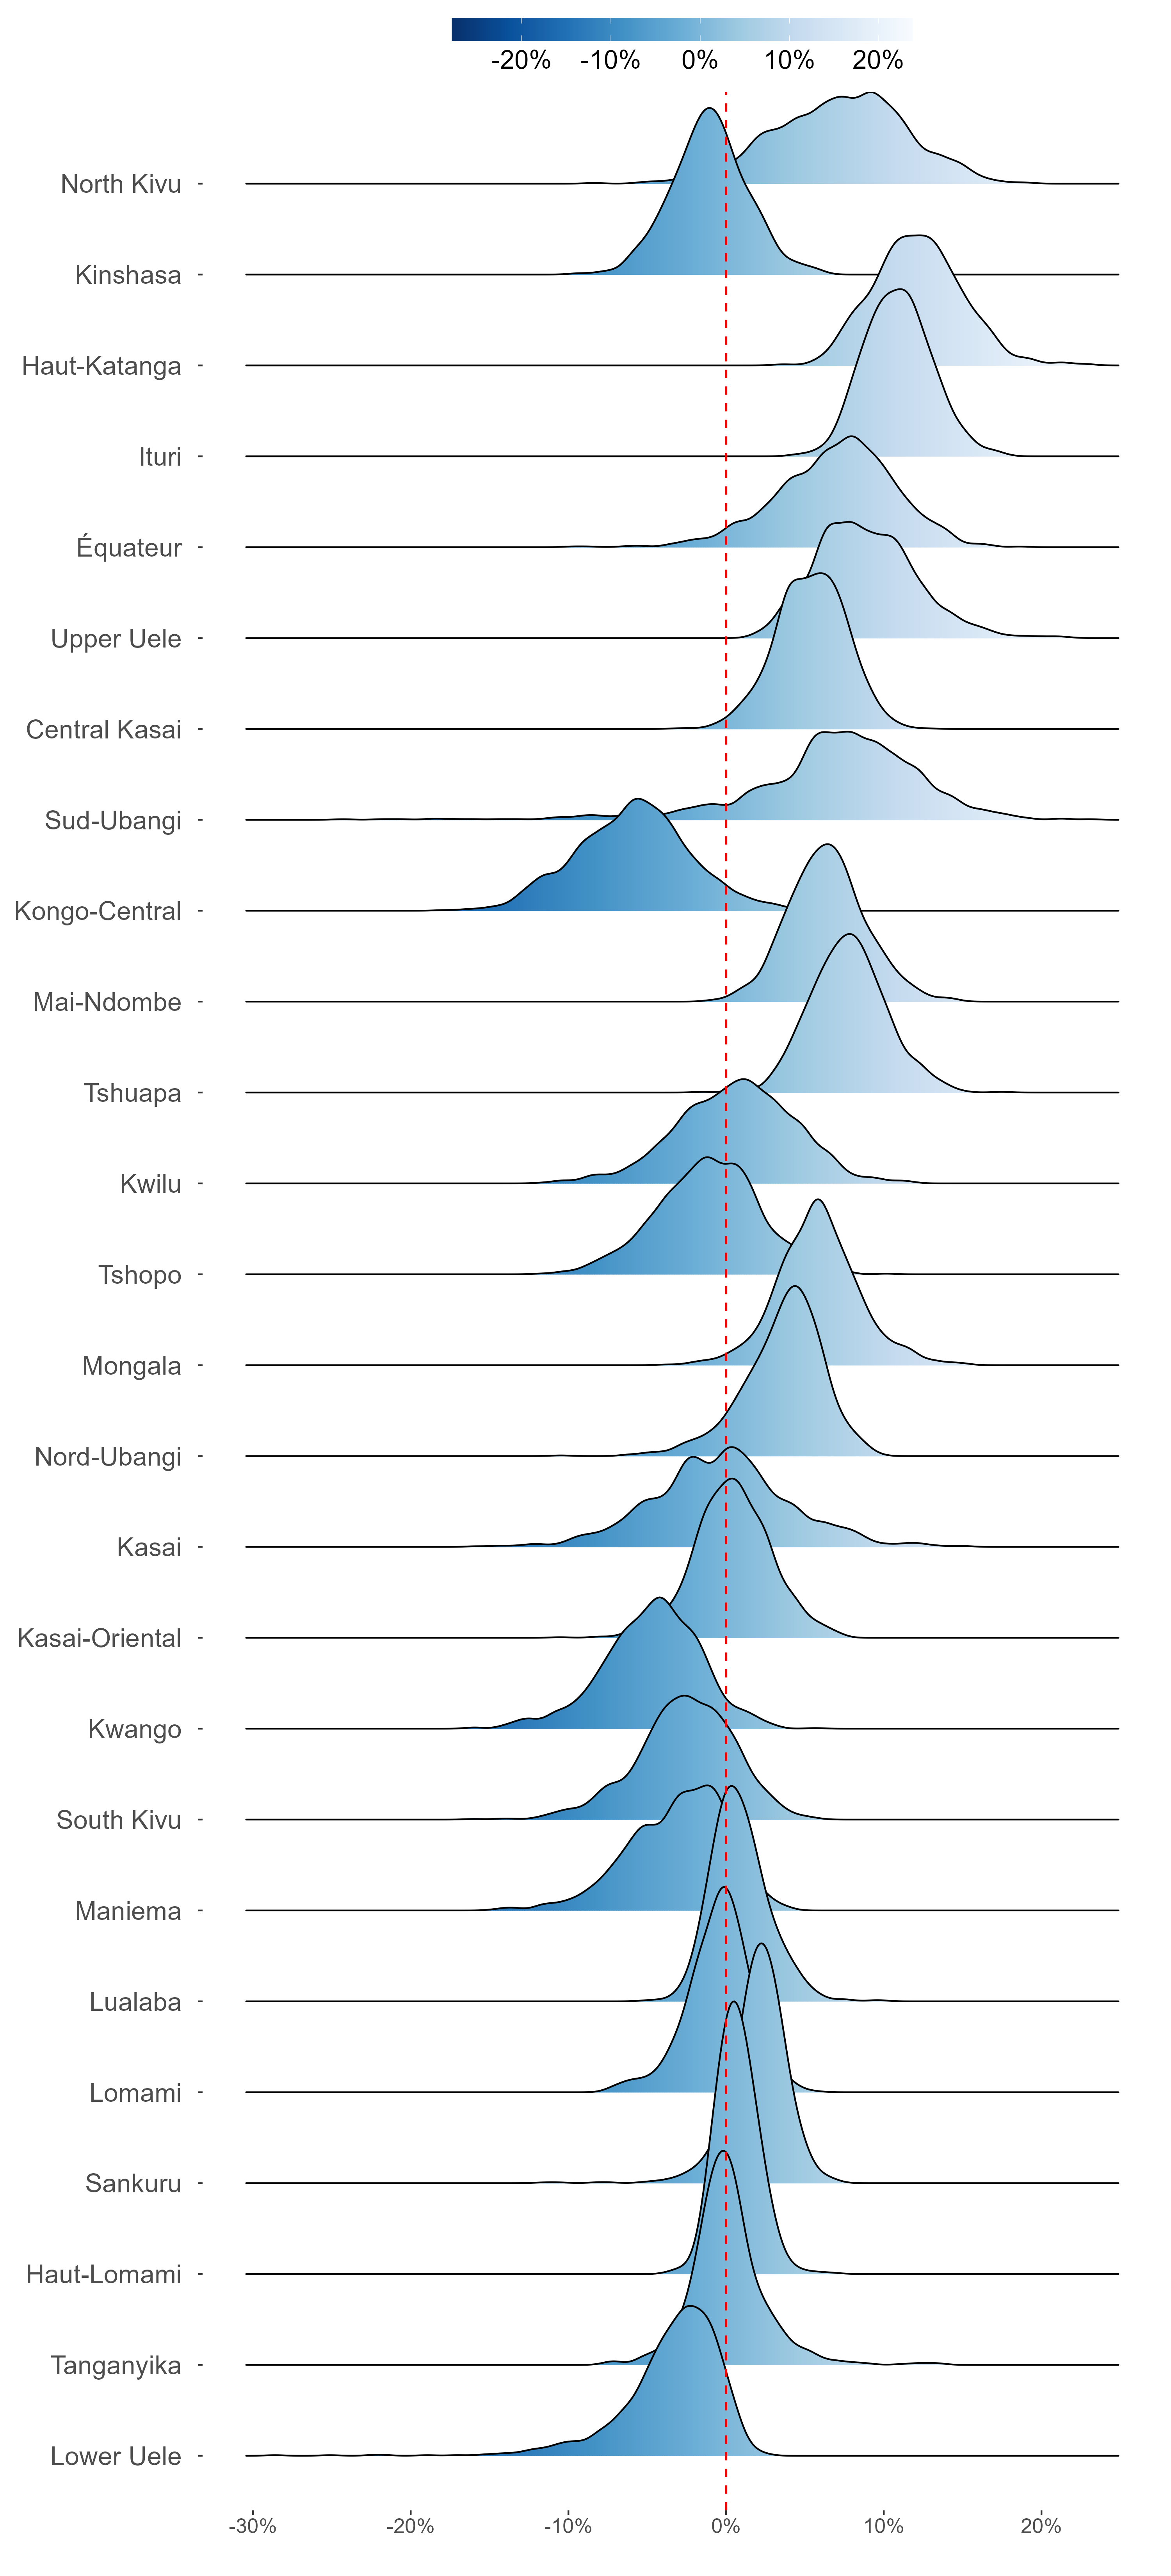 -20% -10% 0% 10% 20%
North Kivu
Kinshasa
Haut-Katanga
Ituri
Équateur
Upper Uele
Central Kasai
Sud-Ubangi
Kongo-Central
Mai-Ndombe
Tshuapa
Kwilu
Tshopo
Mongala
Nord-Ubangi
Kasai
Kasai-Oriental
Kwango
South Kivu
Maniema
Lualaba
Lomami
Sankuru
Haut-Lomami
Tanganyika
Lower Uele
-30% -20% -10% 0% 10% 20%